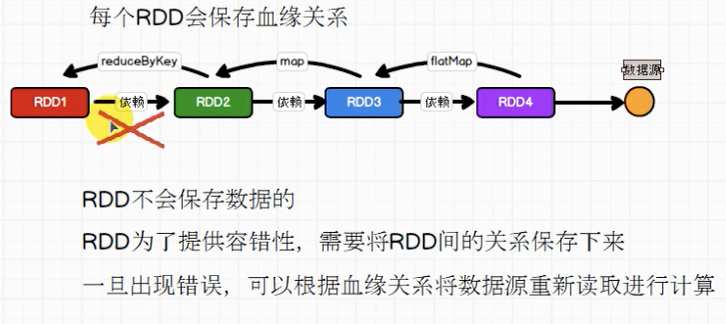 每个RDD会保存血缘关系
reduceByKey map flatMap
数据源
RDD1 依赖 RDD2 依赖 RDD3 依赖 RDD4
RDD不会保存数据的
RDD为了提供容错性，需要将RDD间的关系保存下来
一旦出现错误，可以根据血缘关系将数据源重新读取进行计算